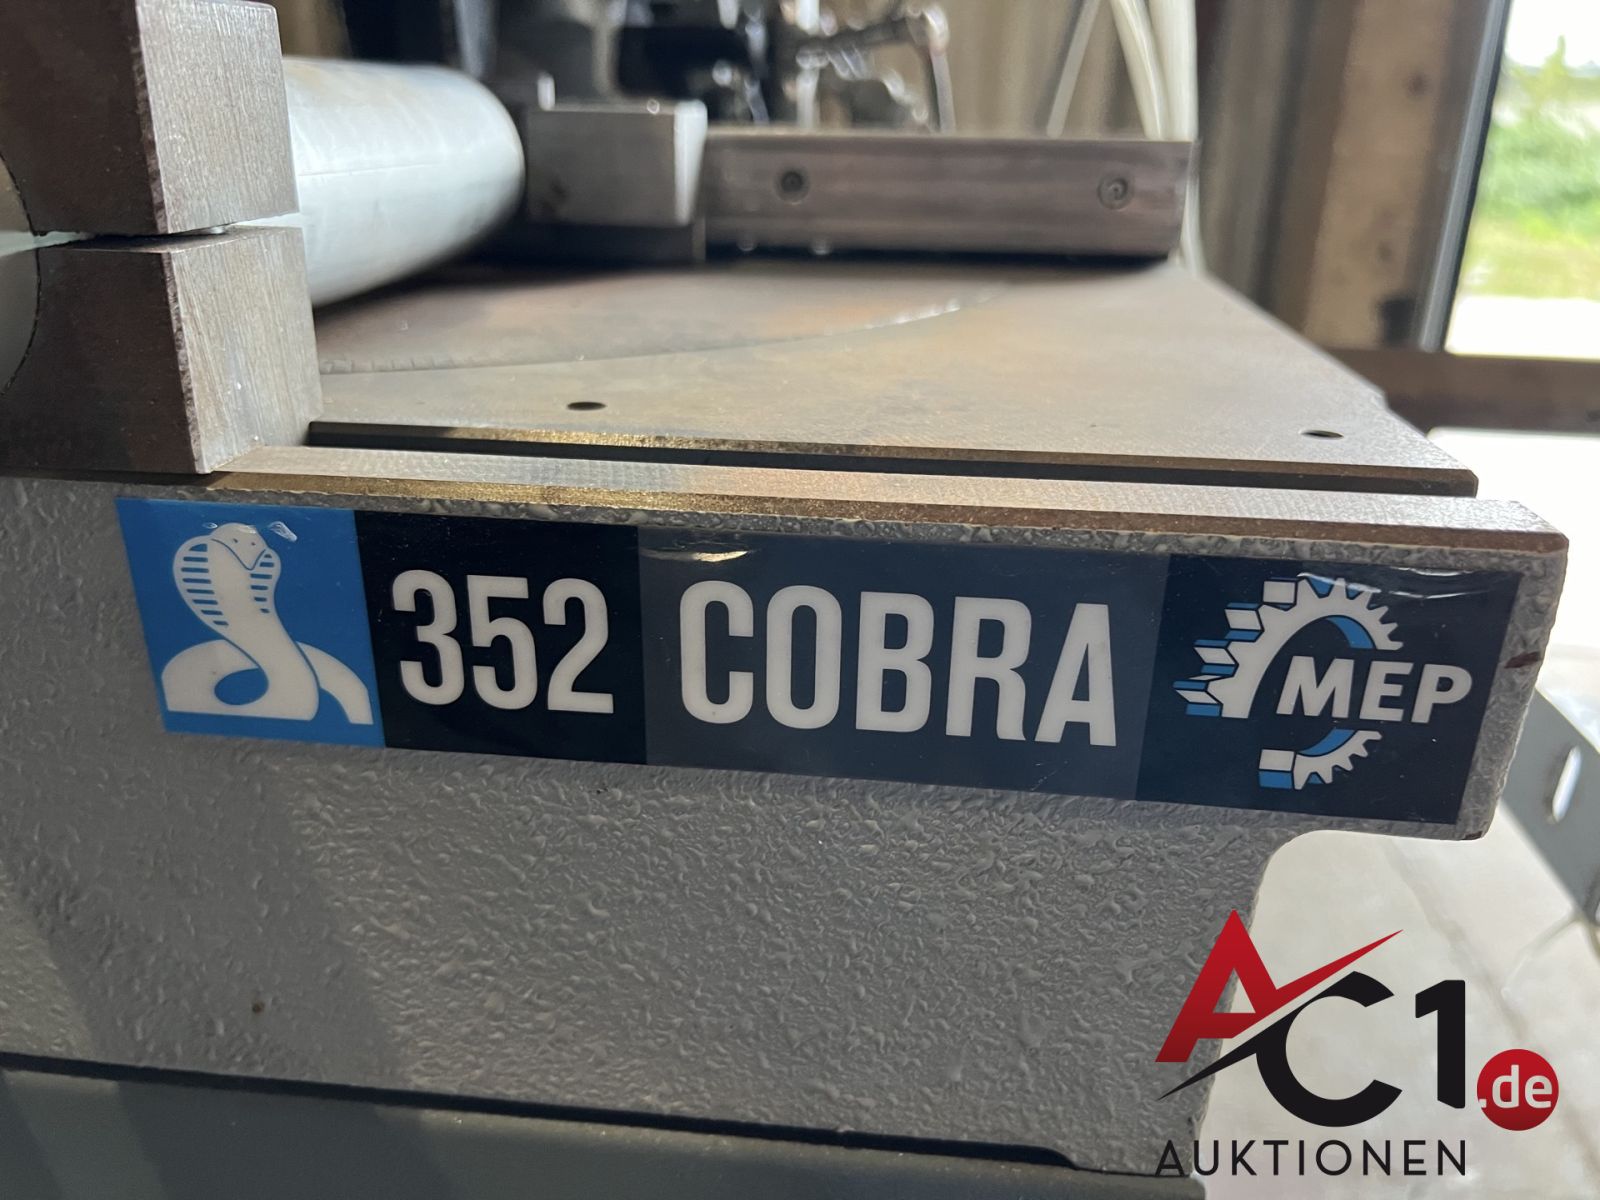 352 COBRA MEP
AC1.de
AUKTIONEN